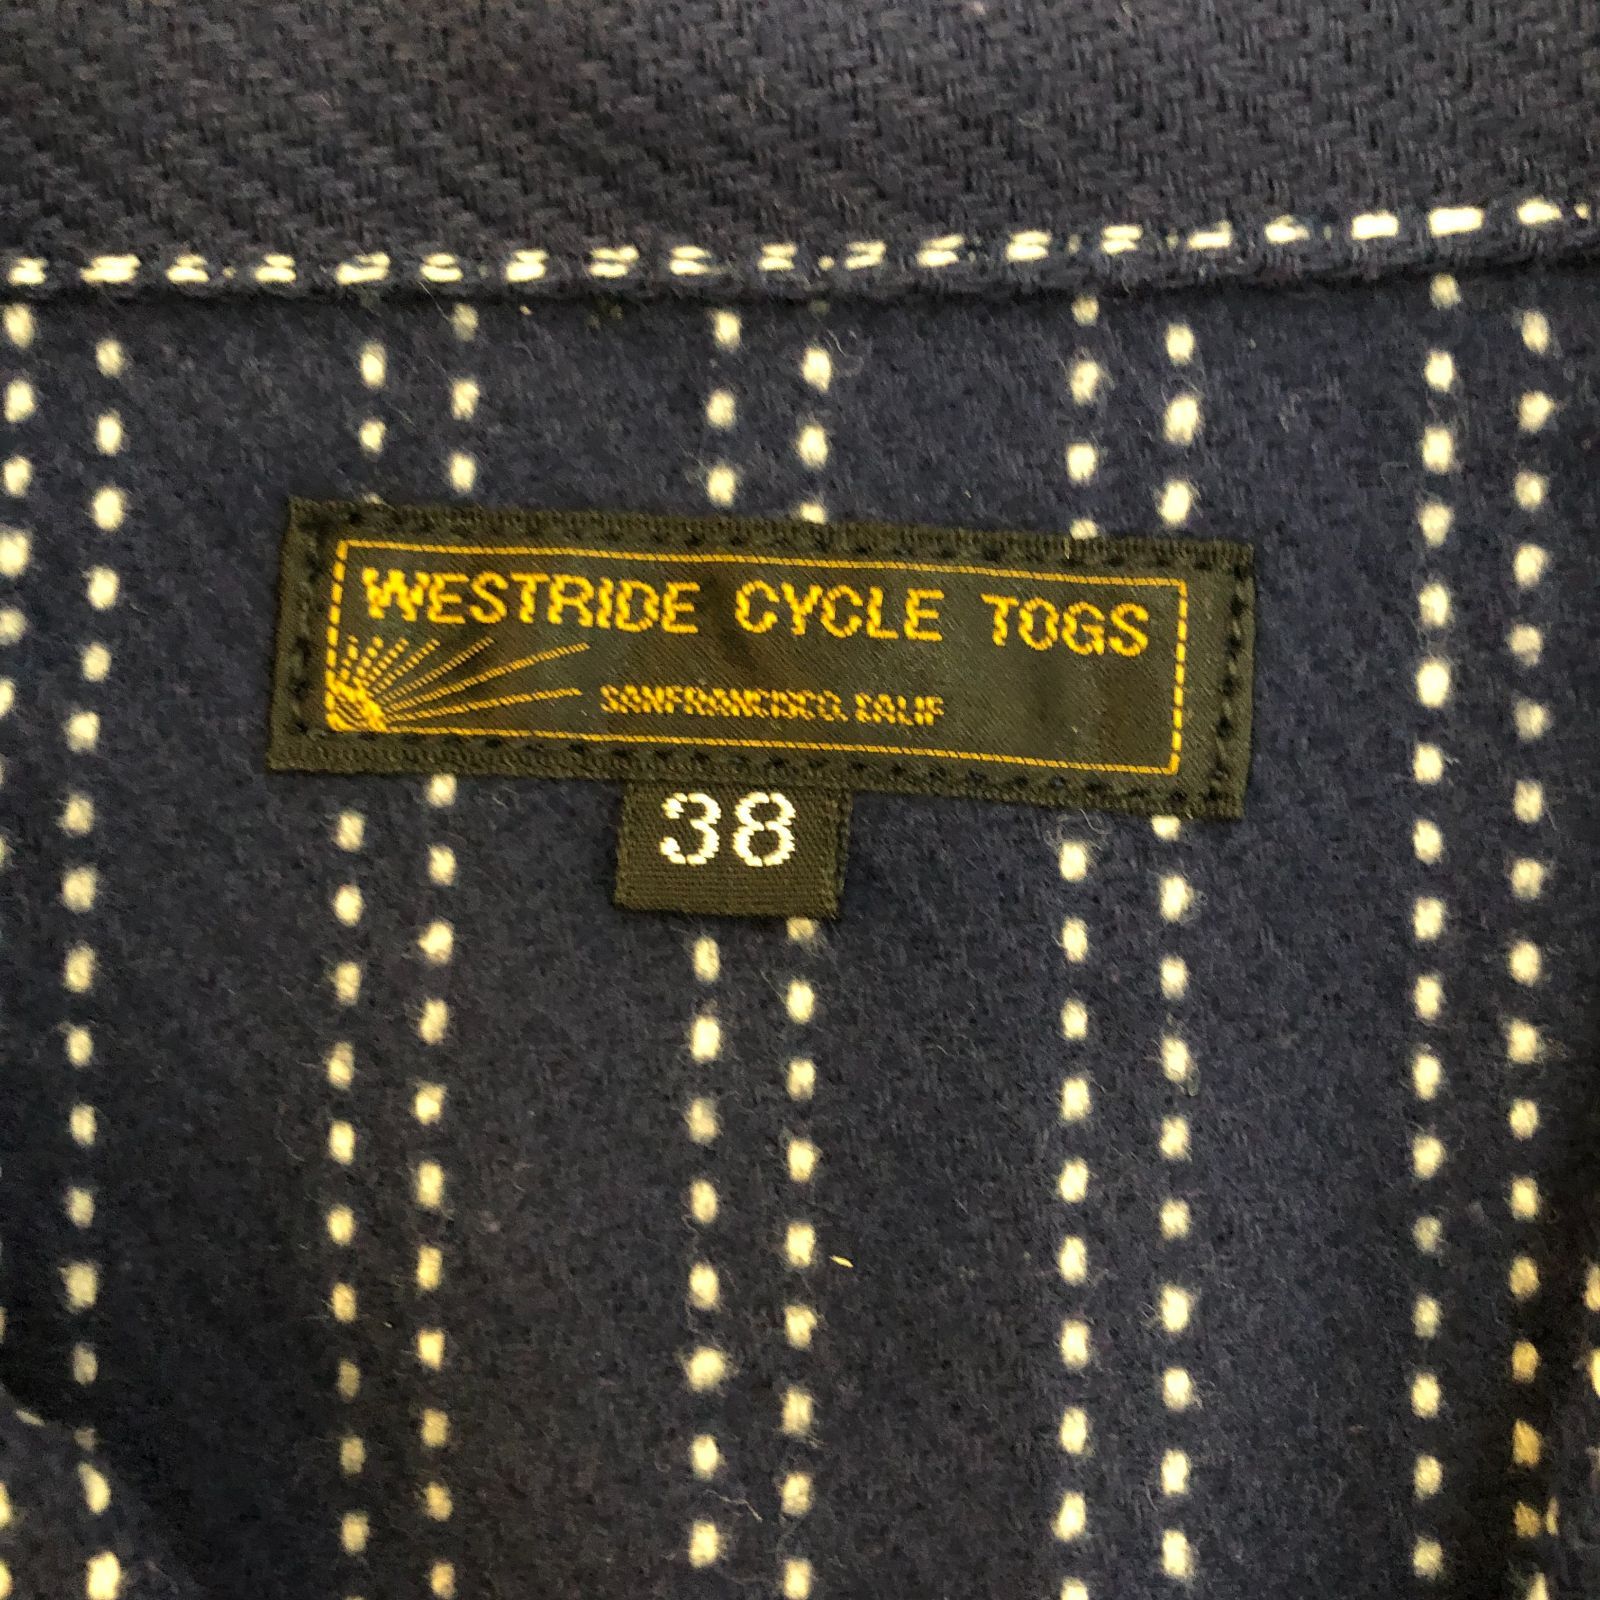 WESTRIDE CYCLE TOGS
SANFRANCISCO.CALIF
38